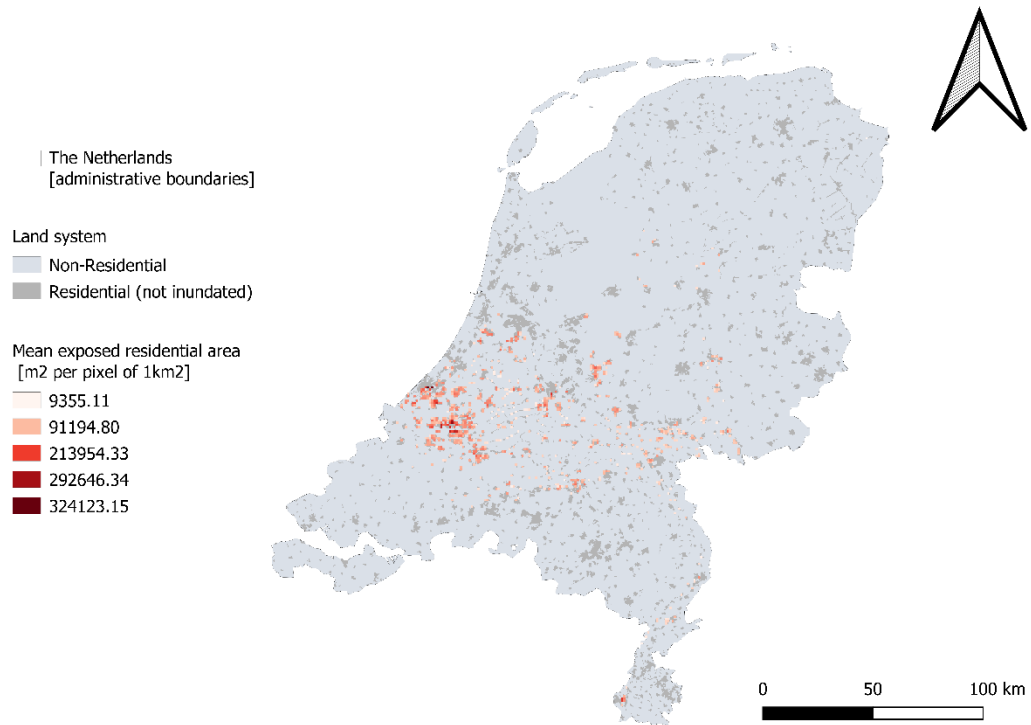 The Netherlands
[administrative boundaries]
Land system
Non-Residential
Residential (not inundated)
Mean exposed residential area
[m2 per pixel of 1km2]
9355.11
91194.80
213954.33
292646.34
324123.15
0 50 100 km